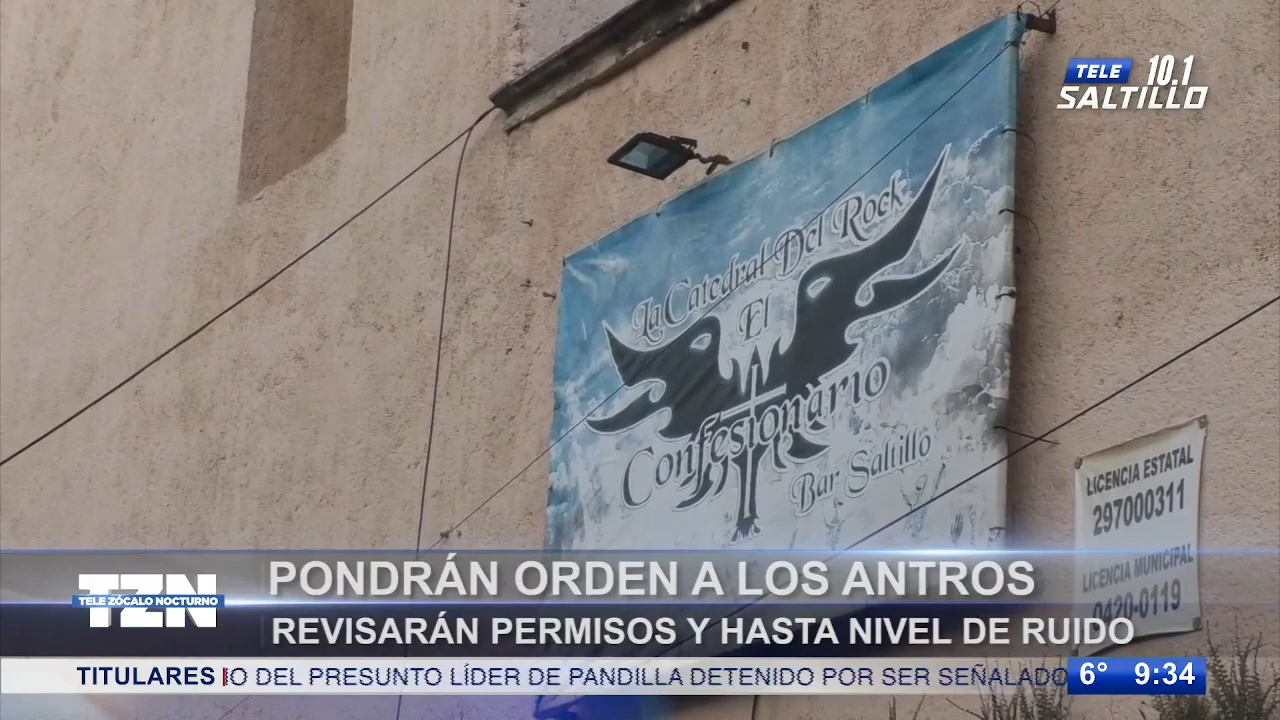 TELE 10.1
SALTILLO
La Catedral Del Rock
El
Confesionario
Bar Saltillo
LICENCIA ESTATAL
297000311
LICENCIA MUNICIPAL
0420-0119
TZN
TELE ZÓCALO NOCTURNO
PONDRÁN ORDEN A LOS ANTROS
REVISARÁN PERMISOS Y HASTA NIVEL DE RUIDO
TITULARES
IO DEL PRESUNTO LÍDER DE PANDILLA DETENIDO POR SER SEÑALADO
6° 9:34